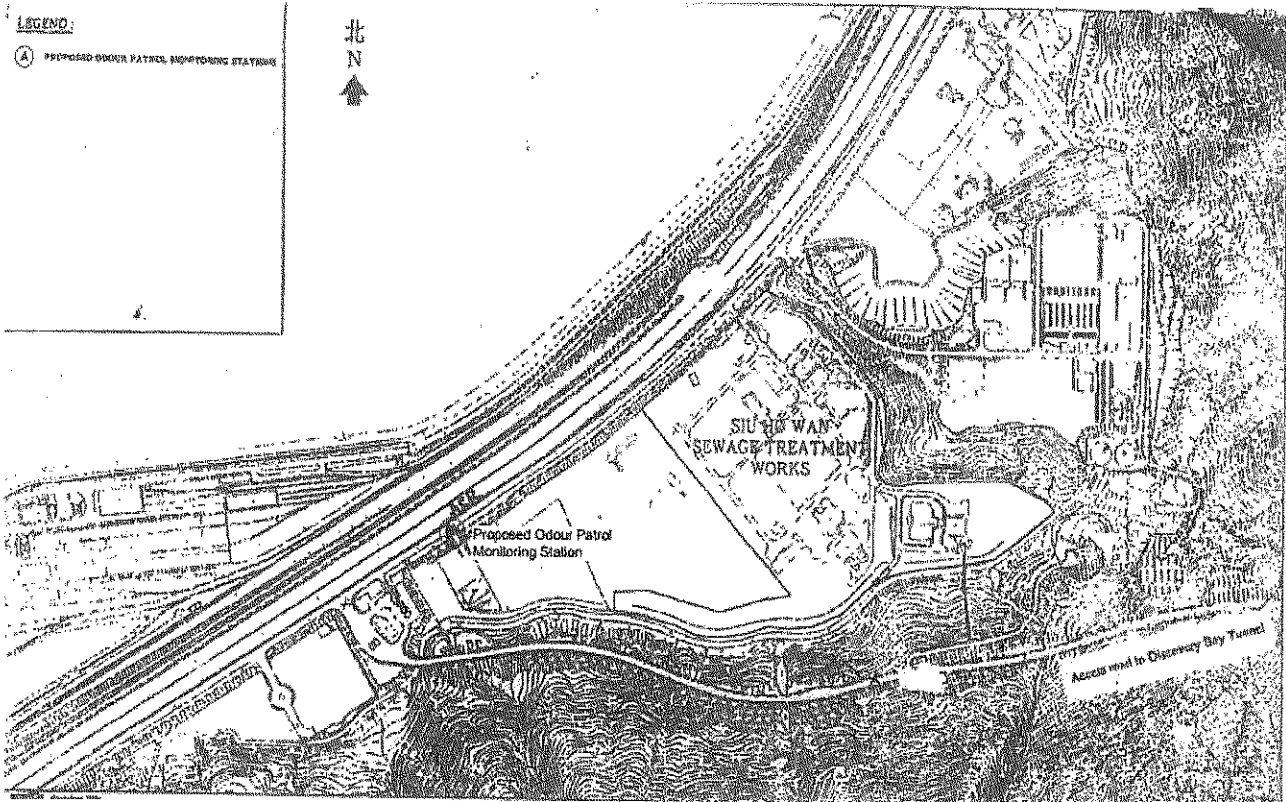 LEGEND:
A PROPOSED ODOUR PATROL MONITORING STATIONS
北
N
SIU HO WAN
SEWAGE TREATMENT
WORKS
Proposed Odour Patrol
Monitoring Station
Access road to Discovery Bay Tunnel